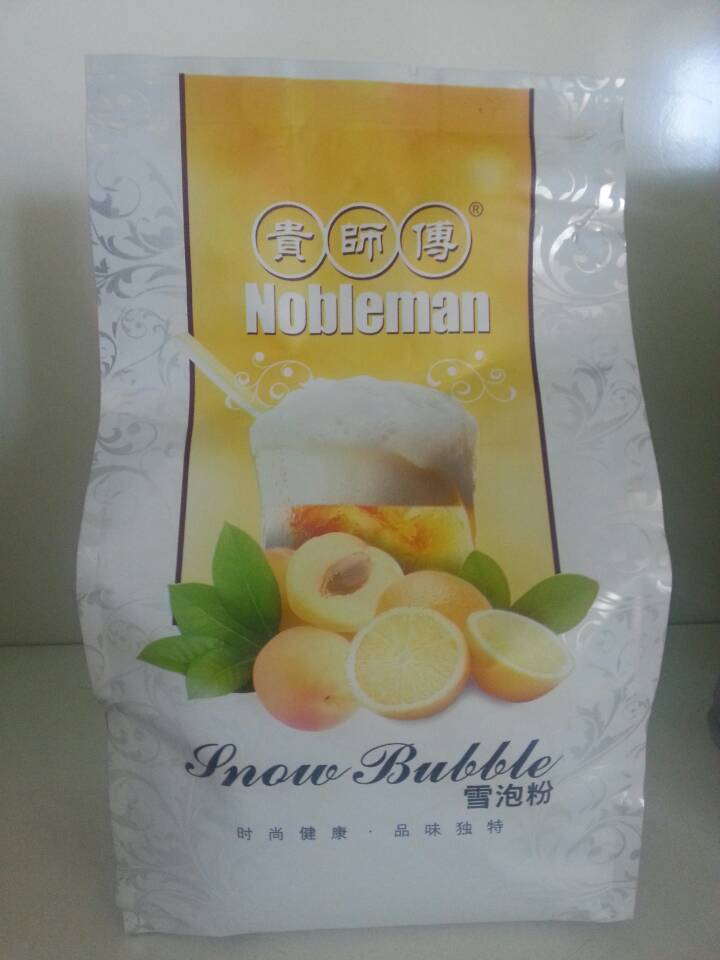 貴師傅®
Nobleman
Snow Bubble
雪泡粉
时尚健康·品味独特